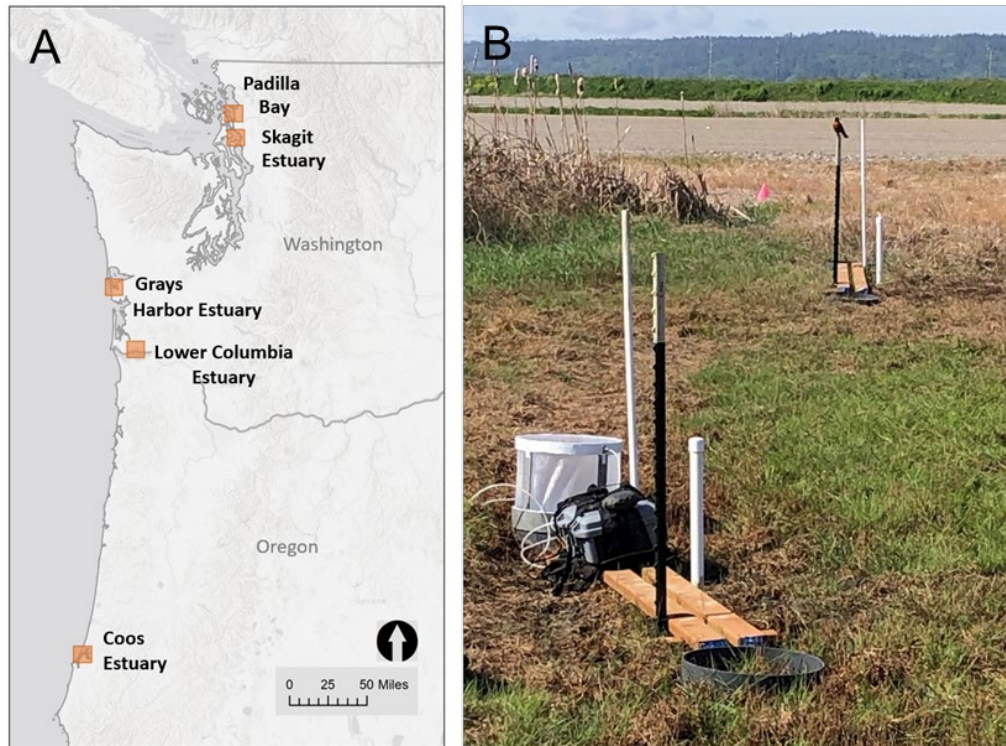 A
Padilla
Bay
Skagit
Estuary
Washington
Grays
Harbor Estuary
Lower Columbia
Estuary
Oregon
Coos
Estuary
0 25 50 Miles
B